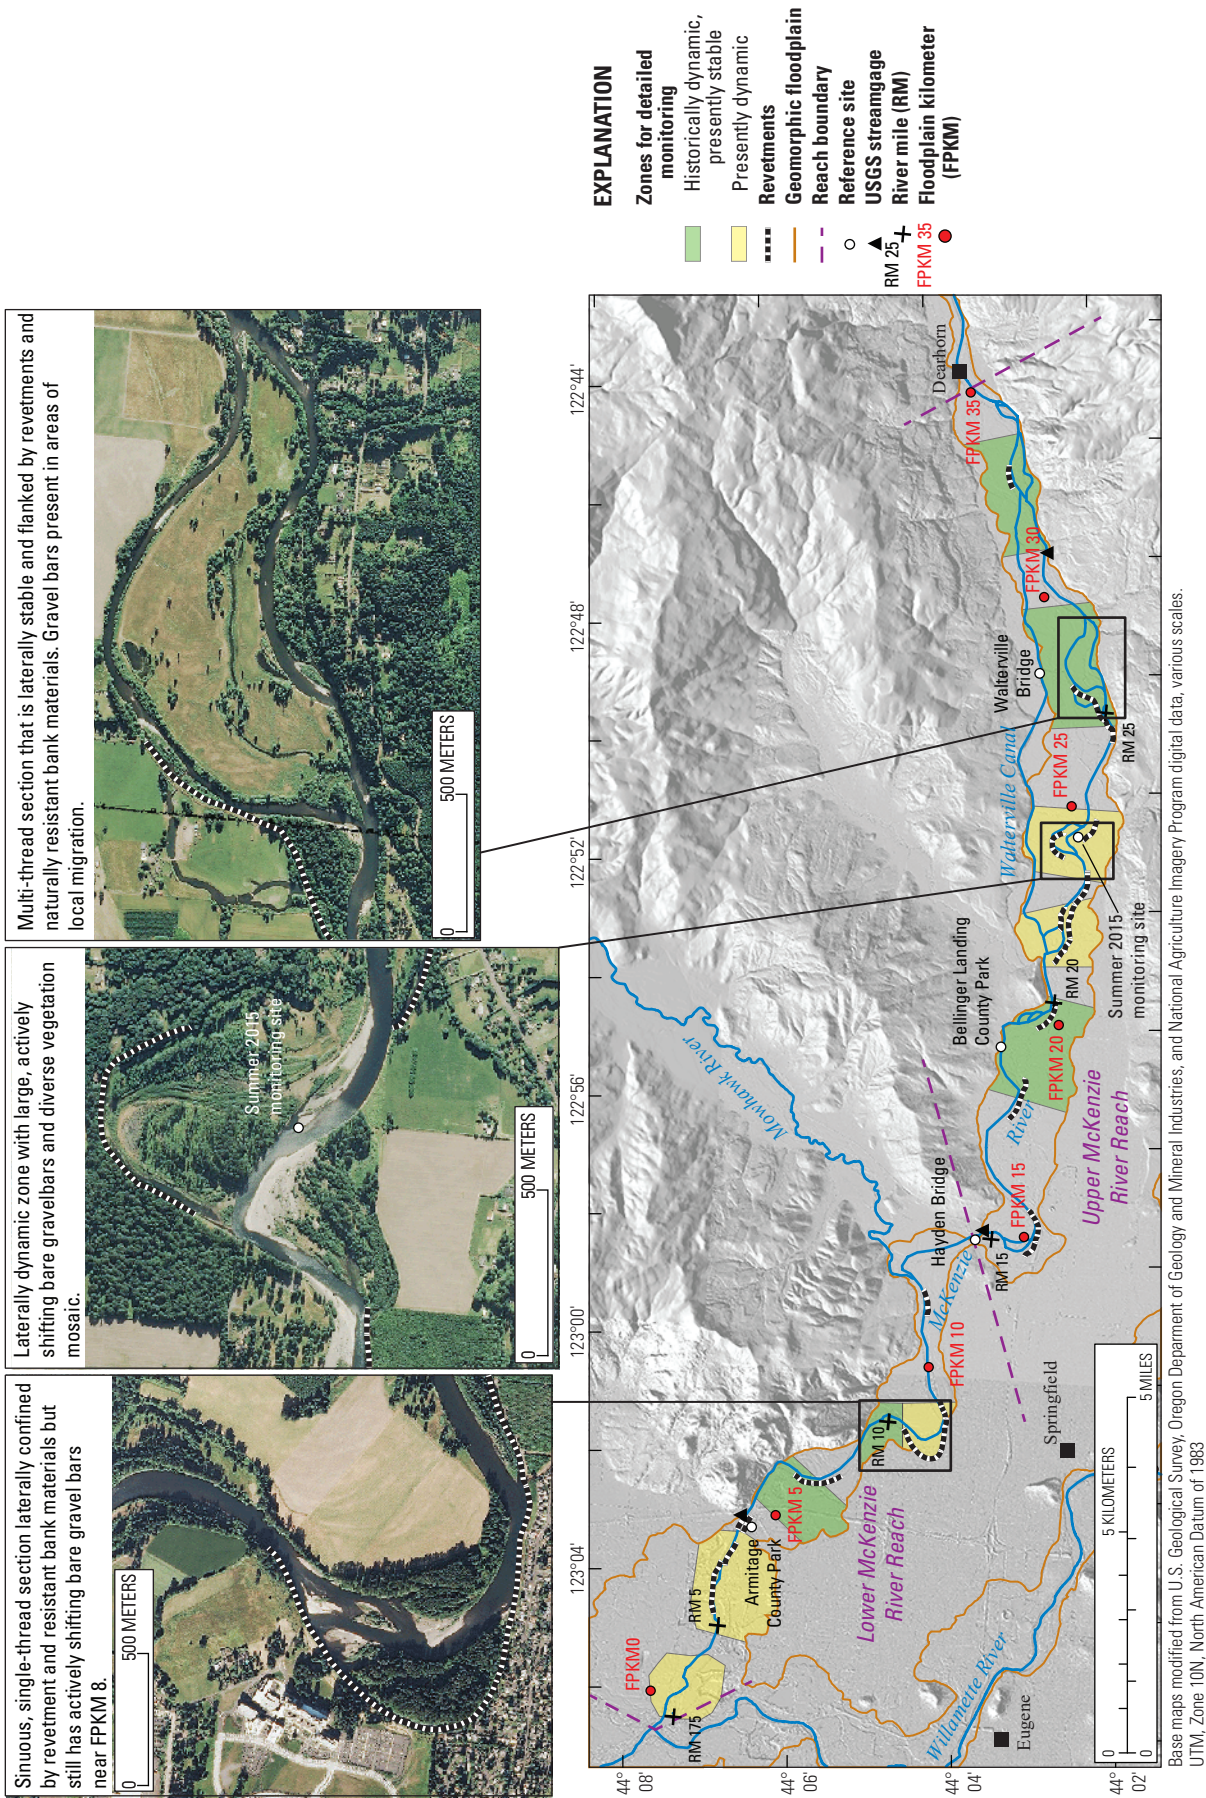 Sinuous, single-thread section laterally confined
by revetment and resistant bank materials but
still has actively shifting bare gravel bars
near FPKM 8.
0
500 METERS
Laterally dynamic zone with large, actively
shifting bare gravelbars and diverse vegetation
mosaic.
Summer 2015
monitoring site
0
500 METERS
Multi-thread section that is laterally stable and flanked by revetments and
naturally resistant bank materials. Gravel bars present in areas of
local migration.
0
500 METERS
123°04'
123°00'
122°56'
122°52'
122°48'
122°44'
44°
08'
44°
06'
44°
04'
44°
02'
FPKM0
RM 175
RM 5
Armitage
County Park
FPKM 5
Lower McKenzie
River Reach
RM 10
FPKM 10
McKenzie
River
Mowhawk River
Hayden Bridge
RM 15
FPKM 15
Upper McKenzie
River Reach
Bellinger Landing
County Park
FPKM 20
RM 20
Summer 2015
monitoring site
Walterville Canal
FPKM 25
RM 25
Walterville
Bridge
FPKM 30
FPKM 35
Dearhorn
Willamette River
Eugene
Springfield
0
5 KILOMETERS
0
5 MILES
EXPLANATION
Zones for detailed
monitoring
Historically dynamic,
presently stable
Presently dynamic
Revetments
Geomorphic floodplain
Reach boundary
Reference site
USGS streamgage
RM 25
River mile (RM)
FPKM 35
Floodplain kilometer
(FPKM)
Base maps modified from U.S. Geological Survey, Oregon Deparment of Geology and Mineral Industries, and National Agriculture Imagery Program digital data, various scales.
UTM, Zone 10N, North American Datum of 1983